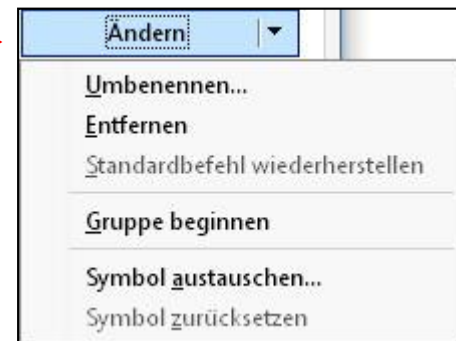 Ändern
Umbenennen...
Entfernen
Standardbefehl wiederherstellen
Gruppe beginnen
Symbol austauschen...
Symbol zurücksetzen